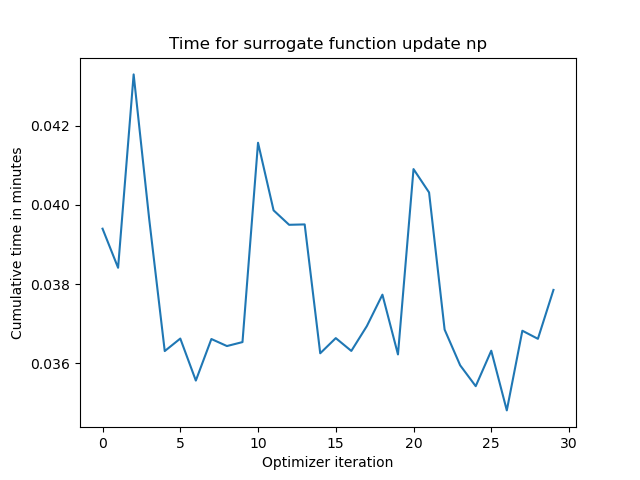 Time for surrogate function update np
Cumulative time in minutes
0.042
0.040
0.038
0.036
0 5 10 15 20 25 30
Optimizer iteration